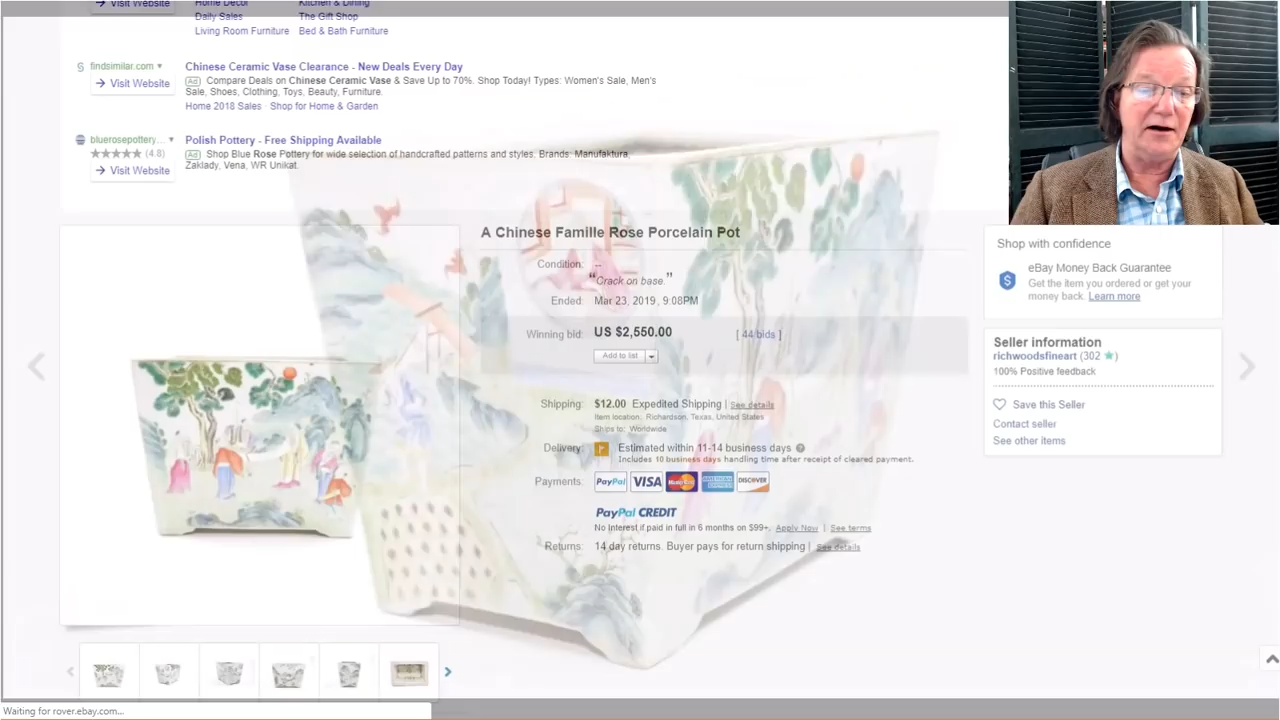 Visit Website
Home Decor
Kitchen & Dining
Daily Sales
The Gift Shop
Living Room Furniture
Bed & Bath Furniture
findsimilar.com
Visit Website
Chinese Ceramic Vase Clearance - New Deals Every Day
Ad Compare Deals on Chinese Ceramic Vase & Save Up to 70%. Shop Today! Types: Women's Sale, Men's
Sale, Shoes, Clothing, Toys, Beauty, Furniture.
Home 2018 Sales · Shop for Home & Garden
bluerosepottery...
(4.8)
Visit Website
Polish Pottery - Free Shipping Available
Ad Shop Blue Rose Pottery for wide selection of handcrafted patterns and styles. Brands: Manufaktura,
Zaklady, Vena, WR Unikat.
A Chinese Famille Rose Porcelain Pot
Condition: --
"Crack on base."
Ended: Mar 23, 2019 , 9:08PM
Winning bid: US $2,550.00 [ 44 bids ]
Add to list
Shipping: $12.00 Expedited Shipping | See details
Item location: Richardson, Texas, United States
Ships to: Worldwide
Delivery: Estimated within 11-14 business days
Includes 10 business days handling time after receipt of cleared payment.
Payments: PayPal VISA MasterCard AMERICAN EXPRESS DISCOVER
PayPal CREDIT
No Interest if paid in full in 6 months on $99+. Apply Now | See terms
Returns: 14 day returns. Buyer pays for return shipping | See details
Shop with confidence
eBay Money Back Guarantee
Get the item you ordered or get your
money back. Learn more
Seller information
richwoodsfineart (302 )
100% Positive feedback
Save this Seller
Contact seller
See other items
Waiting for rover.ebay.com...